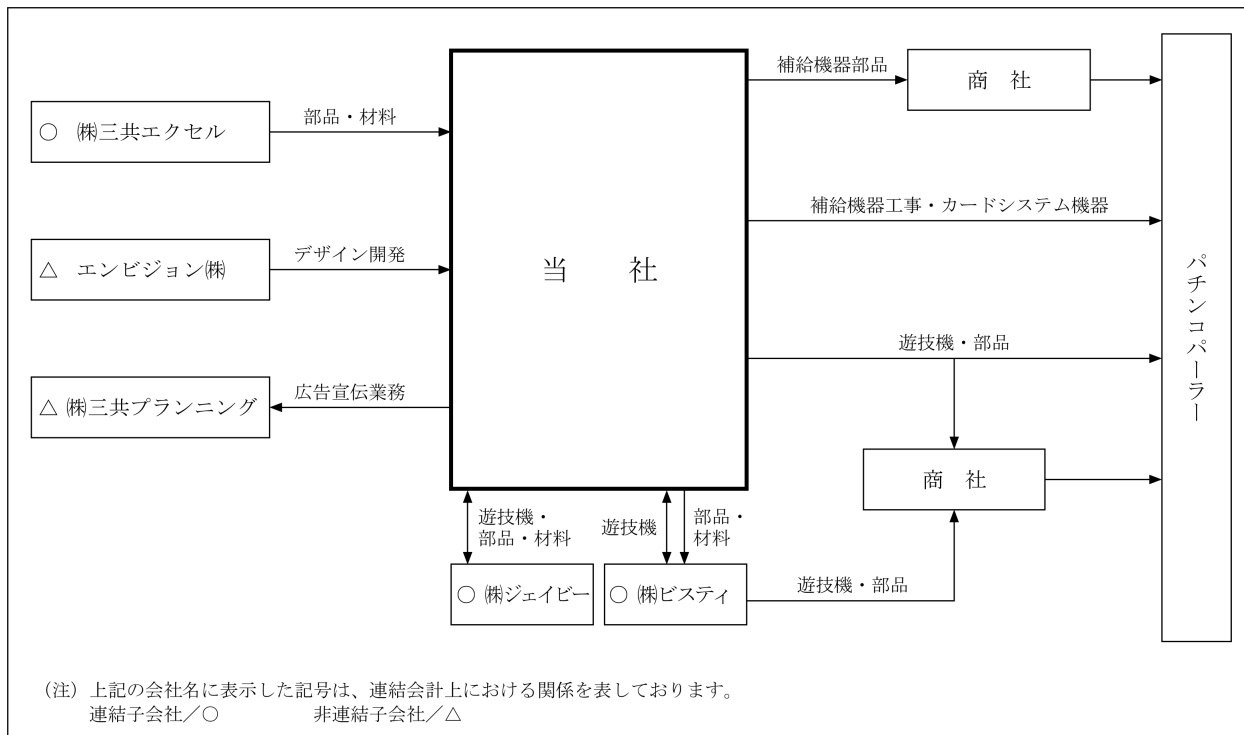 補給機器部品
商　社
部品・材料
○　㈱三共エクセル
補給機器工事・カードシステム機器
デザイン開発
△　エンビジョン㈱
当　　社
パチンコパーラー
遊技機・部品
広告宣伝業務
△ ㈱三共プランニング
商　社
遊技機・
部品・材料
遊技機
部品・
材料
○ ㈱ジェイビー
○ ㈱ビスティ
遊技機・部品
（注）上記の会社名に表示した記号は、連結会計上における関係を表しております。
連結子会社／○　　　　　非連結子会社／△